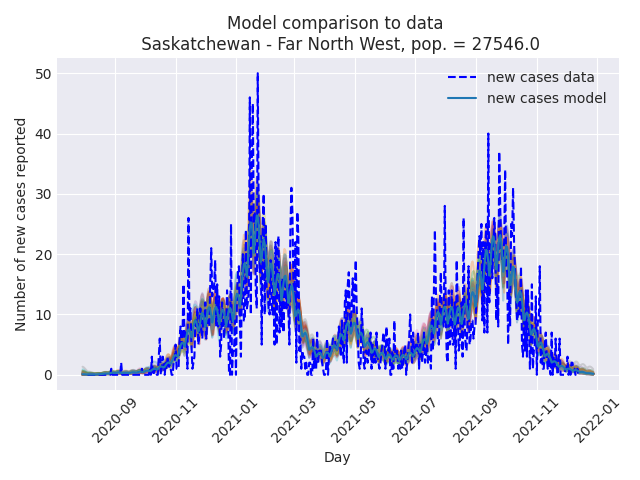 Model comparison to data
Saskatchewan - Far North West, pop. = 27546.0
new cases data
new cases model
Number of new cases reported
50
40
30
20
10
0
2020-09
2020-11
2021-01
2021-03
2021-05
2021-07
2021-09
2021-11
2022-01
Day